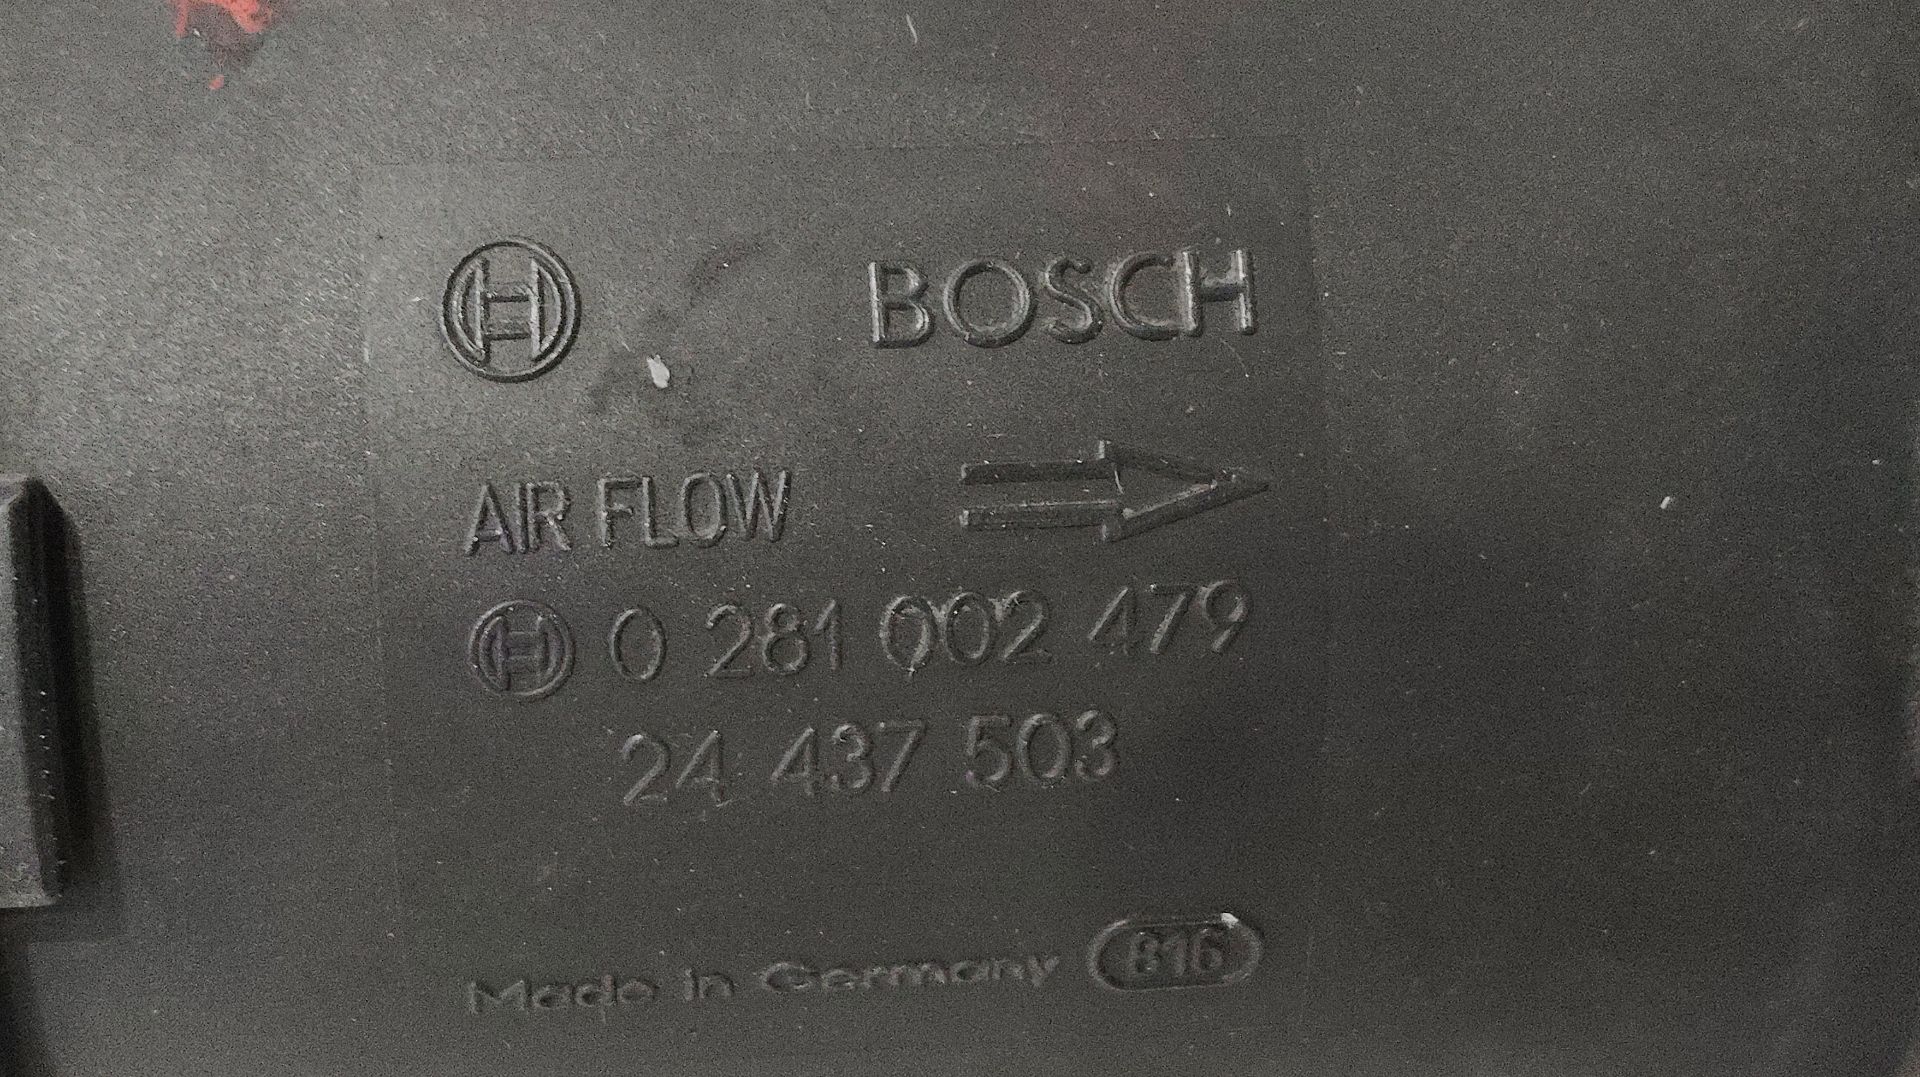 BOSCH
AIR FLOW
0 281 002 479
24 437 503
Made in Germany 816